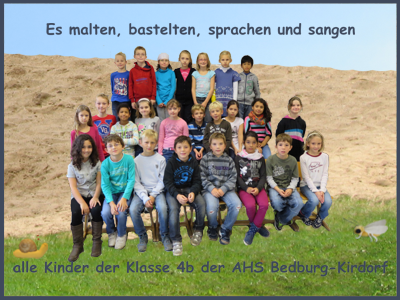 Es malten, bastelten, sprachen und sangen
alle Kinder der Klasse 4b der AHS Bedburg-Kirdorf